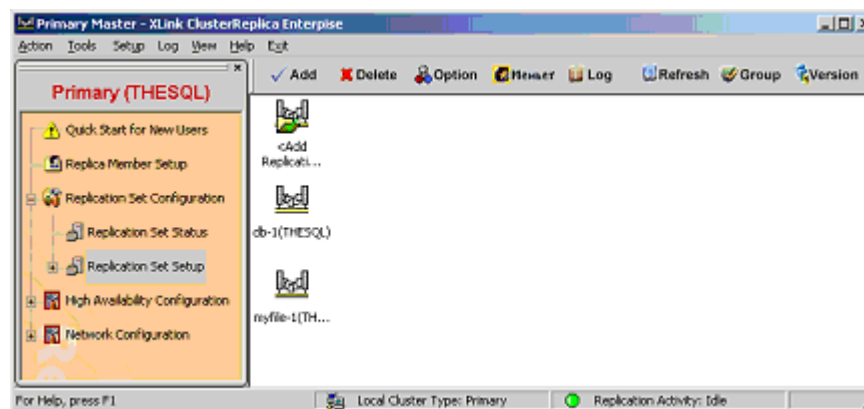 Primary Master - XLink ClusterReplica Enterpise
Action Tools Setup Log View Help Exit
Add Delete Option Member Log Refresh Group Version
Primary (THESQL)
Quick Start for New Users
Replica Member Setup
Replication Set Configuration
Replication Set Status
Replication Set Setup
High Availability Configuration
Network Configuration
<Add
Replicati...
db-1(THESQL)
myfile-1(TH...
For Help, press F1
Local Cluster Type: Primary
Replication Activity: Idle